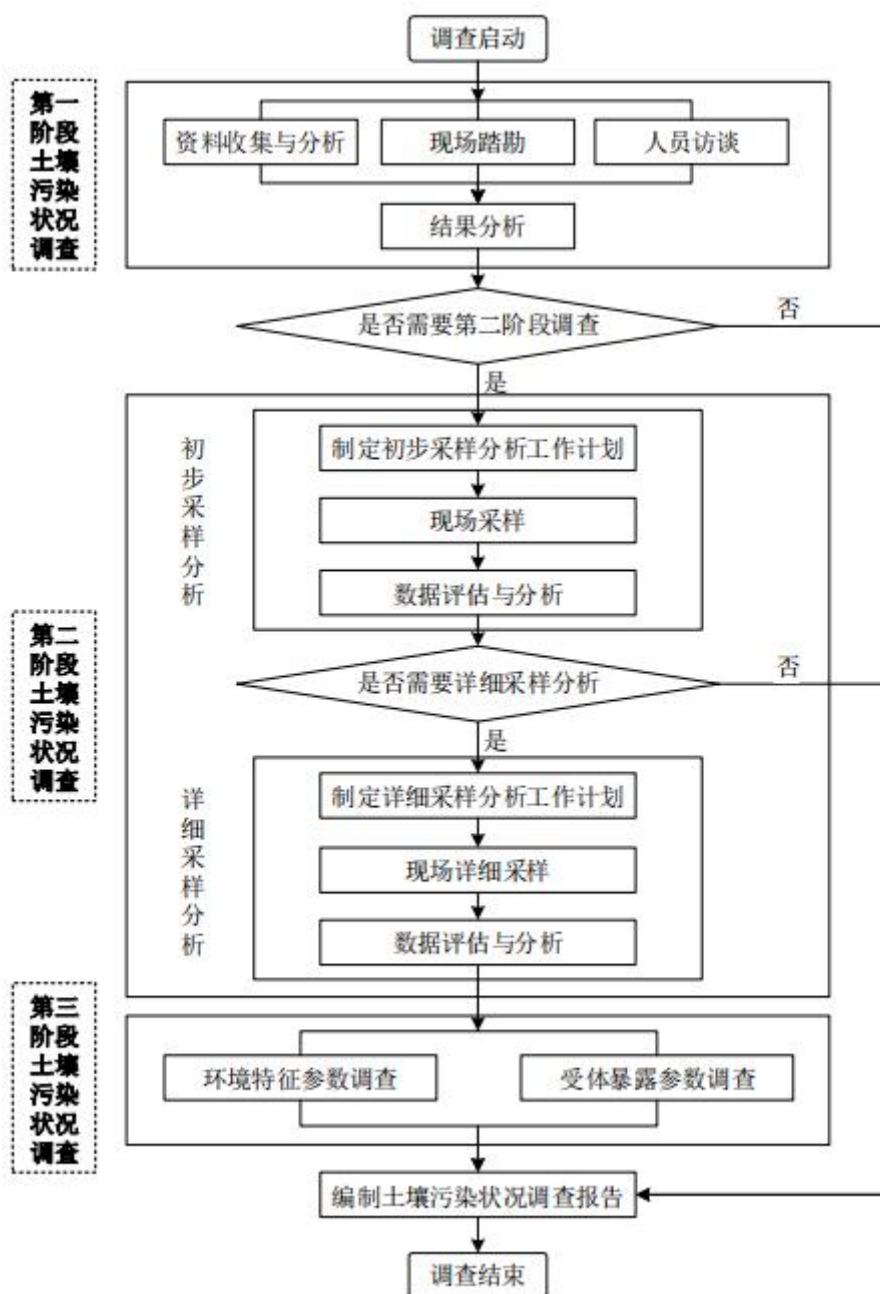 调查启动
第一
阶段
土壤
污染
状况
调查
资料收集与分析
现场踏勘
人员访谈
结果分析
是否需要第二阶段调查
否
是
初
步
采
样
分
析
制定初步采样分析工作计划
现场采样
数据评估与分析
第二
阶段
土壤
污染
状况
调查
是否需要详细采样分析
否
是
详
细
采
样
分
析
制定详细采样分析工作计划
现场详细采样
数据评估与分析
第三
阶段
土壤
污染
状况
调查
环境特征参数调查
受体暴露参数调查
编制土壤污染状况调查报告
调查结束